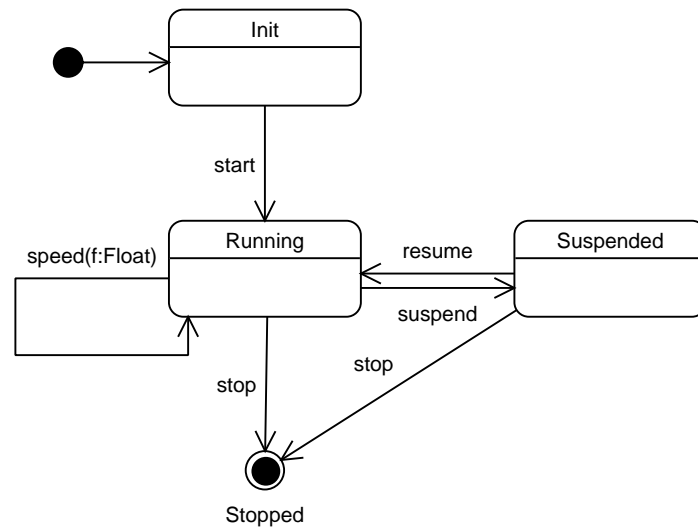 Init
start
Running
Suspended
speed(f:Float)
resume
suspend
stop
stop
Stopped